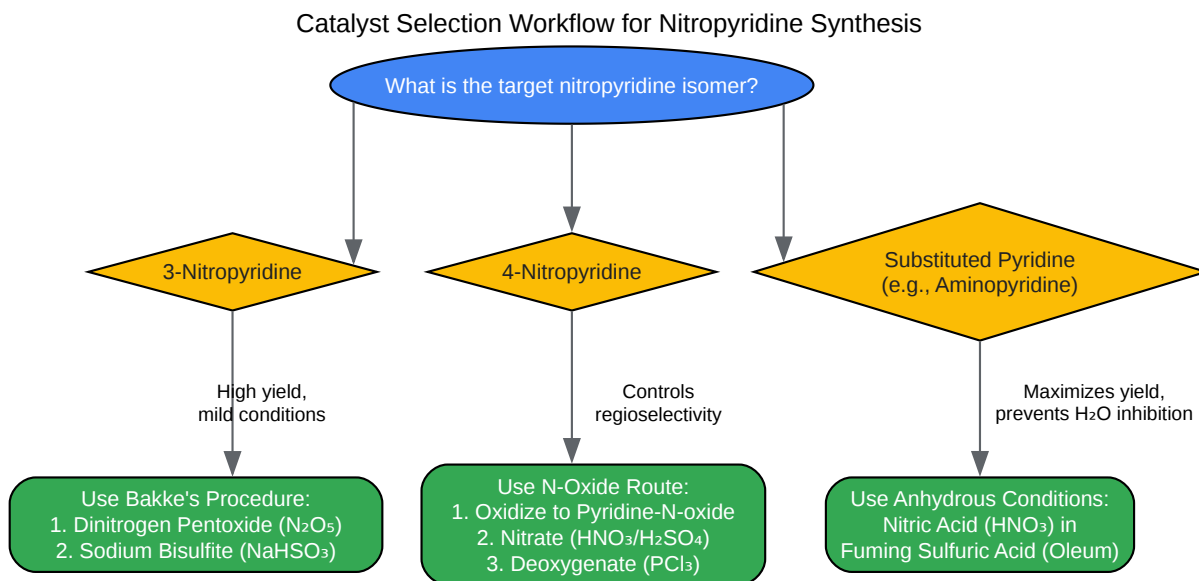 Catalyst Selection Workflow for Nitropyridine Synthesis
What is the target nitropyridine isomer?
3-Nitropyridine
4-Nitropyridine
Substituted Pyridine
(e.g., Aminopyridine)
High yield,
mild conditions
Controls
regioselectivity
Maximizes yield,
prevents H₂O inhibition
Use Bakke's Procedure:
1. Dinitrogen Pentoxide (N₂O₅)
2. Sodium Bisulfite (NaHSO₃)
Use N-Oxide Route:
1. Oxidize to Pyridine-N-oxide
2. Nitrate (HNO₃/H₂SO₄)
3. Deoxygenate (PCl₃)
Use Anhydrous Conditions:
Nitric Acid (HNO₃) in
Fuming Sulfuric Acid (Oleum)